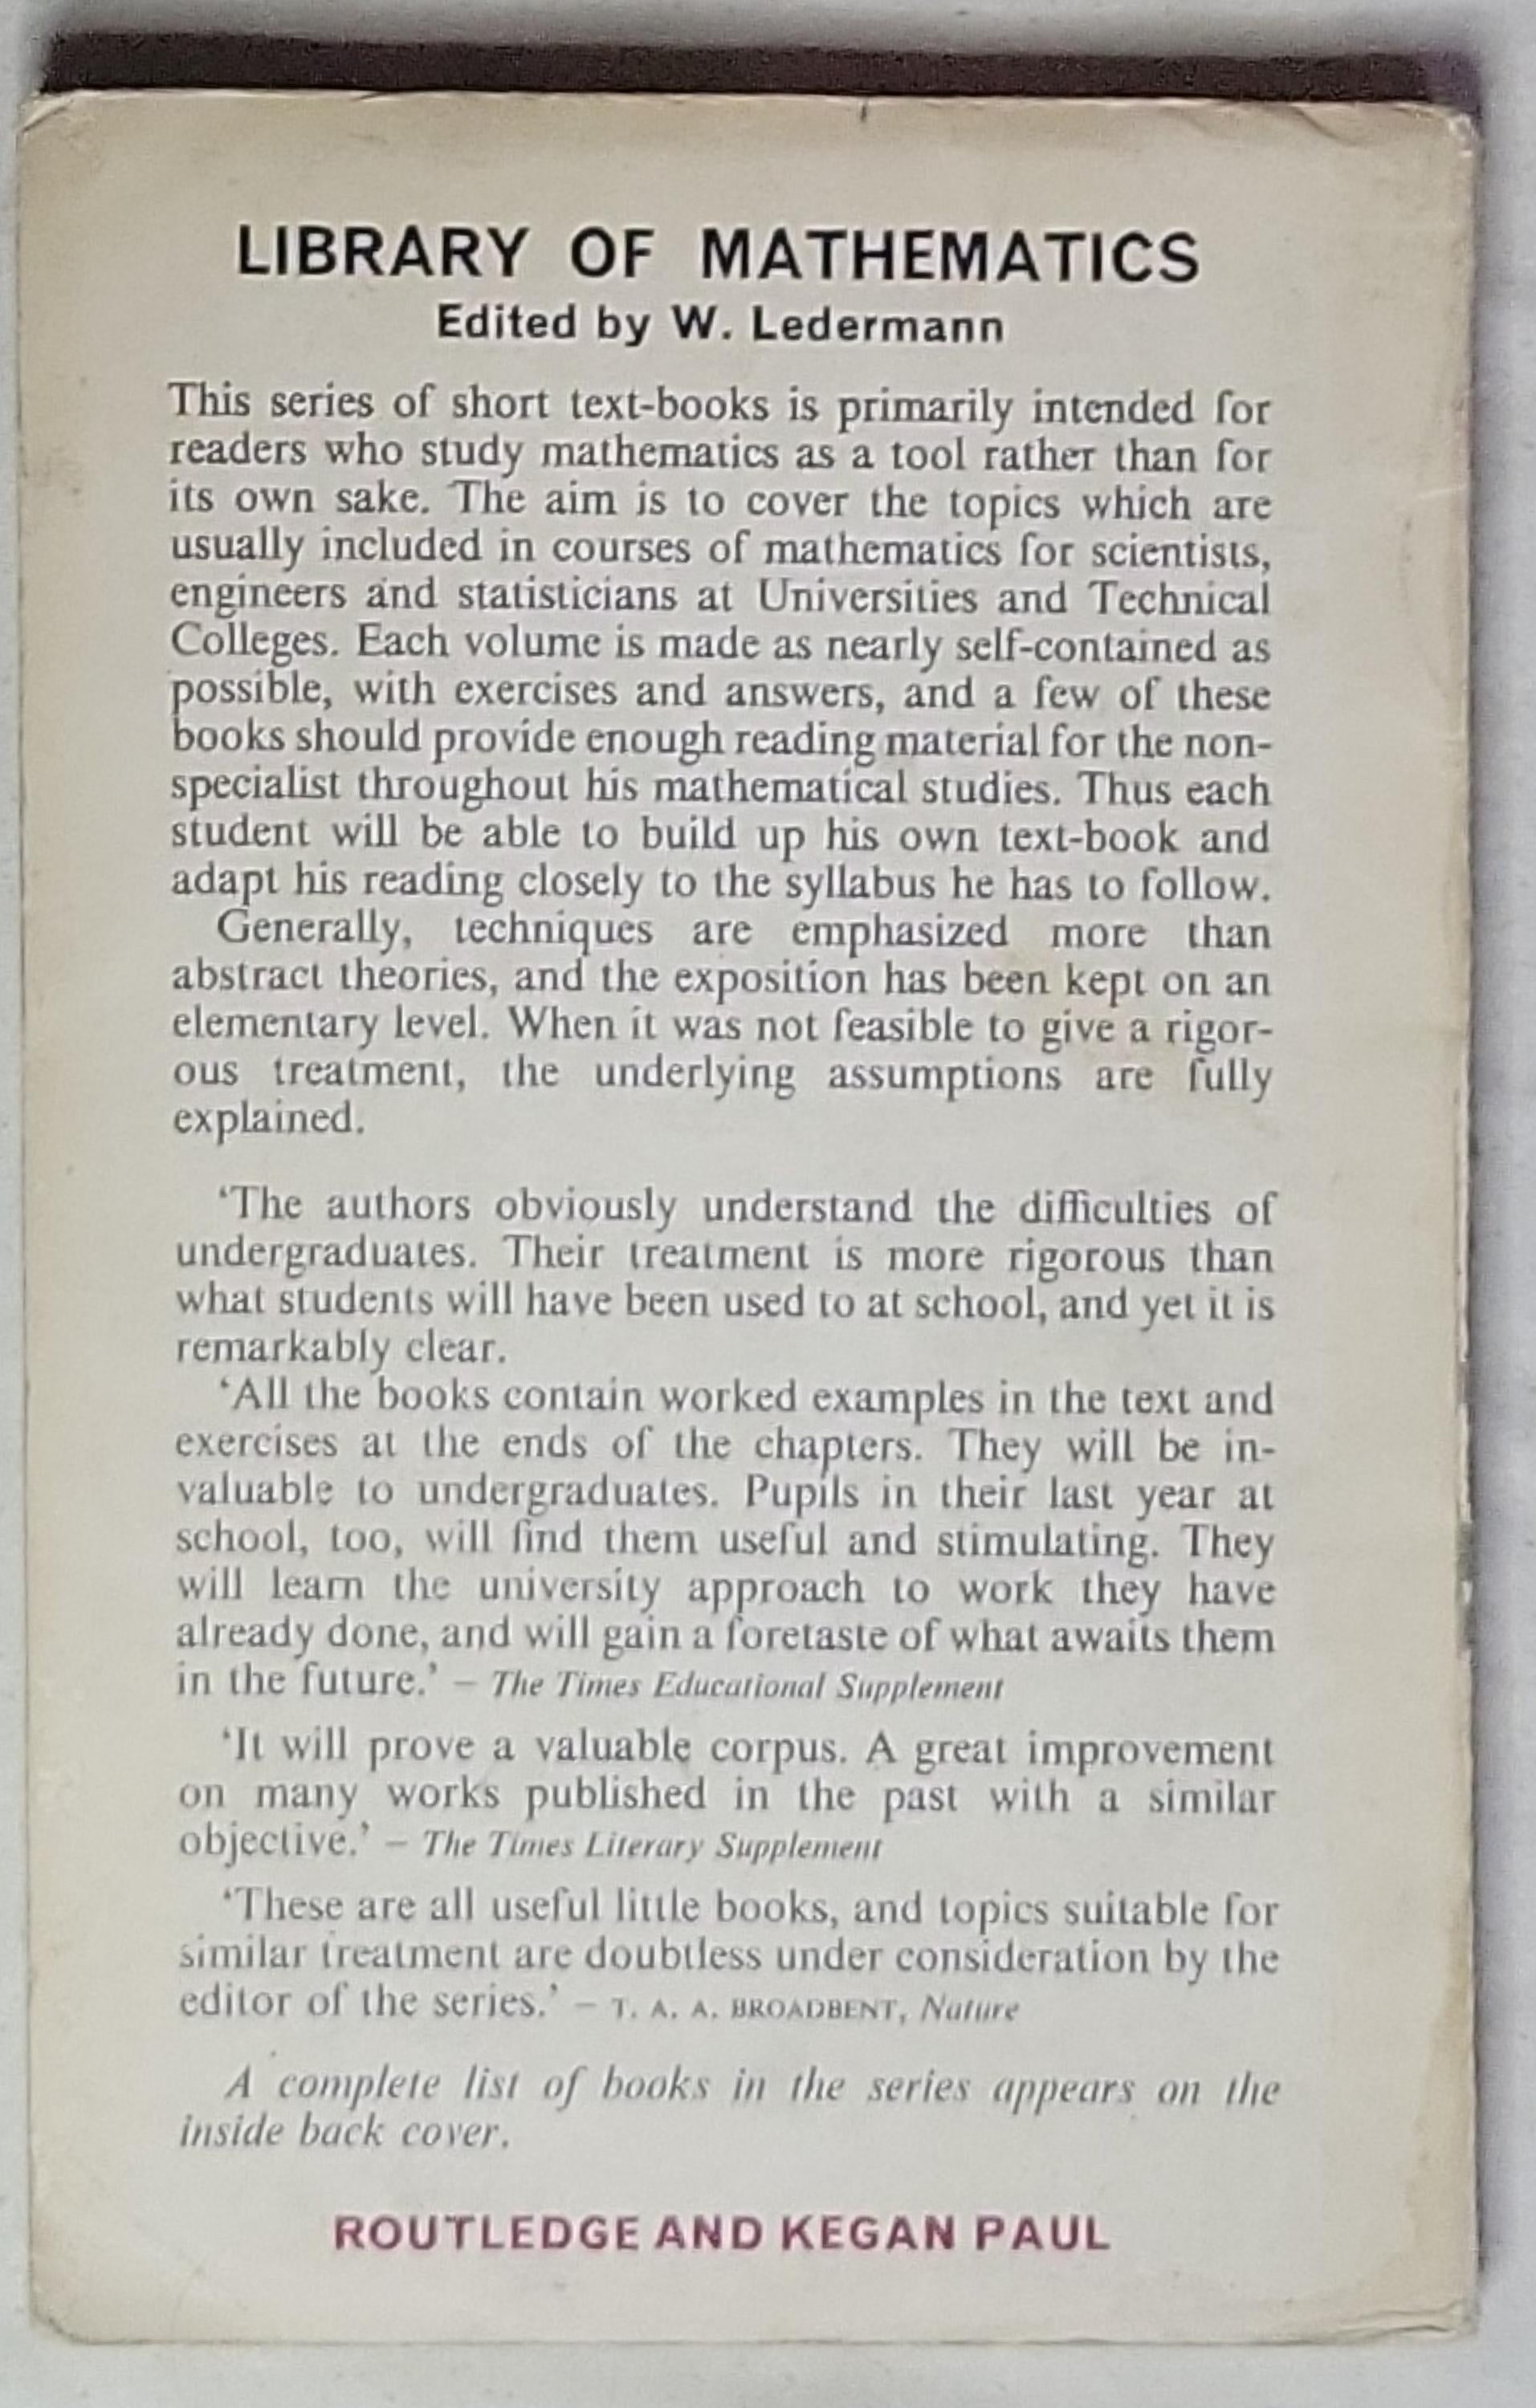 LIBRARY OF MATHEMATICS
Edited by W. Ledermann
This series of short text-books is primarily intended for
readers who study mathematics as a tool rather than for
its own sake. The aim is to cover the topics which are
usually included in courses of mathematics for scientists,
engineers and statisticians at Universities and Technical
Colleges. Each volume is made as nearly self-contained as
possible, with exercises and answers, and a few of these
books should provide enough reading material for the non-
specialist throughout his mathematical studies. Thus each
student will be able to build up his own text-book and
adapt his reading closely to the syllabus he has to follow.
Generally, techniques are emphasized more than
abstract theories, and the exposition has been kept on an
elementary level. When it was not feasible to give a rigor-
ous treatment, the underlying assumptions are fully
explained.
‘The authors obviously understand the difficulties of
undergraduates. Their treatment is more rigorous than
what students will have been used to at school, and yet it is
remarkably clear.
‘All the books contain worked examples in the text and
exercises at the ends of the chapters. They will be in-
valuable to undergraduates. Pupils in their last year at
school, too, will find them useful and stimulating. They
will learn the university approach to work they have
already done, and will gain a foretaste of what awaits them
in the future.’ – The Times Educational Supplement
‘It will prove a valuable corpus. A great improvement
on many works published in the past with a similar
objective.’ – The Times Literary Supplement
‘These are all useful little books, and topics suitable for
similar treatment are doubtless under consideration by the
editor of the series.’ – T. A. A. BROADBENT, Nature
A complete list of books in the series appears on the
inside back cover.
ROUTLEDGE AND KEGAN PAUL